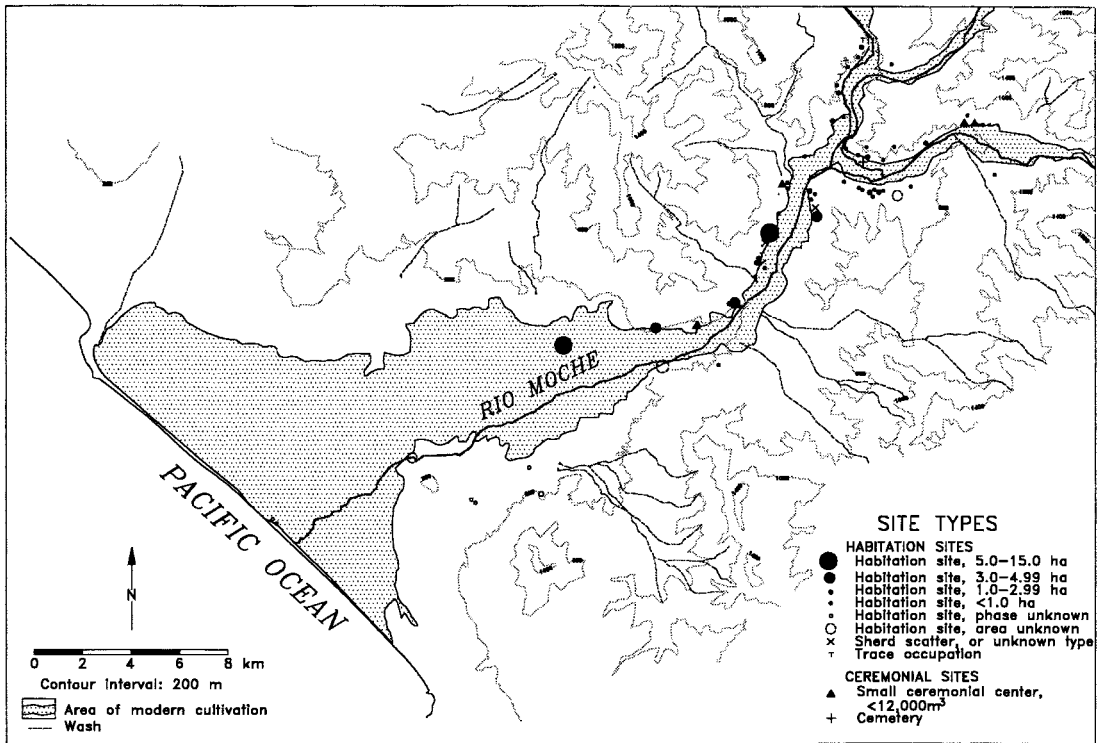 RIO MOCHE
PACIFIC OCEAN
N
0 2 4 6 8 km
Contour interval: 200 m
Area of modern cultivation
Wash
SITE TYPES
HABITATION SITES
Habitation site, 5.0–15.0 ha
Habitation site, 3.0–4.99 ha
Habitation site, 1.0–2.99 ha
Habitation site, <1.0 ha
Habitation site, phase unknown
Habitation site, area unknown
Sherd scatter, or unknown type
Trace occupation
CEREMONIAL SITES
Small ceremonial center,
<12,000m³
Cemetery